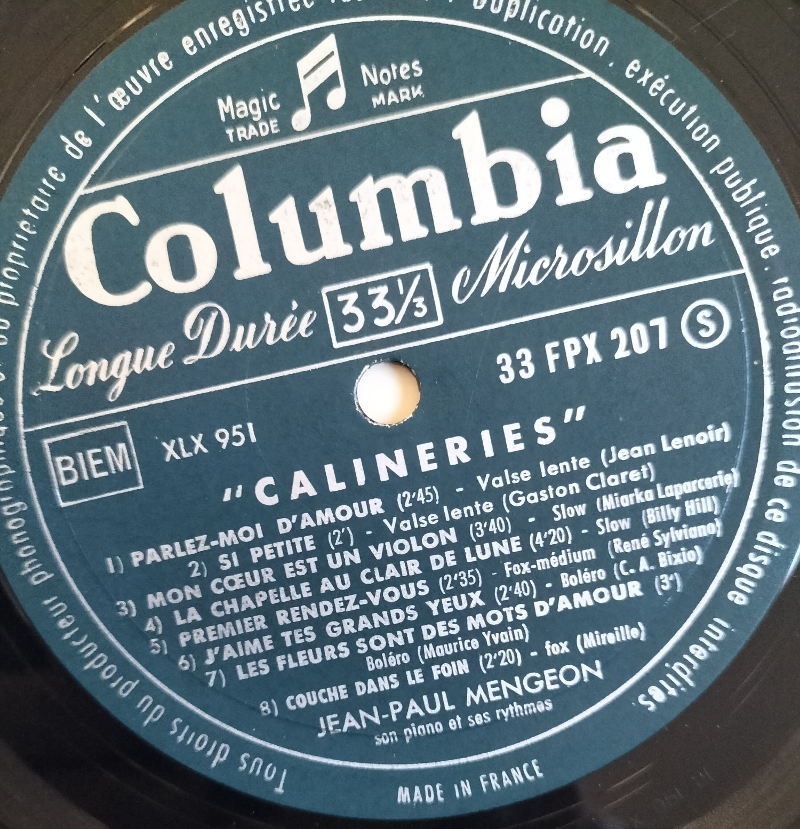 Magic Notes
TRADE MARK
Columbia
Longue Durée 33⅓ Microsillon
33 FPX 207 Ⓢ
BIEM XLX 951
"CALINERIES"
1) PARLEZ-MOI D'AMOUR (2'45) - Valse lente (Jean Lenoir)
2) SI PETITE (2') - Valse lente (Gaston Claret)
3) MON CŒUR EST UN VIOLON (3'40) - Slow (Miarka Laparcerie)
4) LA CHAPELLE AU CLAIR DE LUNE (4'20) - Slow (Billy Hill)
5) PREMIER RENDEZ-VOUS (2'35) - Fox-médium (René Sylviano)
6) J'AIME TES GRANDS YEUX (2'40) - Boléro (C. A. Bixio)
7) LES FLEURS SONT DES MOTS D'AMOUR (3')
Boléro (Maurice Yvain)
8) COUCHE DANS LE FOIN (2'20) - fox (Mireille)
JEAN-PAUL MENGEON
son piano et ses rythmes
Tous droits du producteur phonographique du propriétaire de l'œuvre enregistrée duplication. exécution publique. radiodiffusion de ce disque interdites.
MADE IN FRANCE